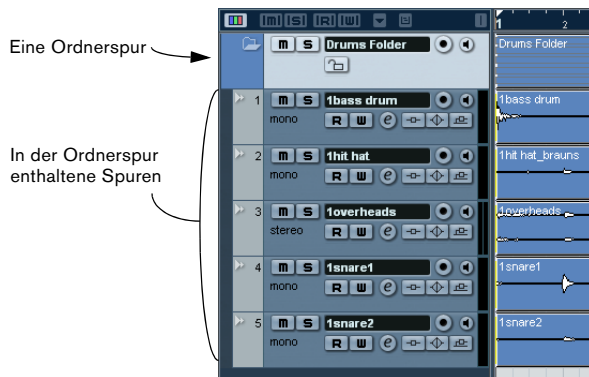 Eine Ordnerspur
In der Ordnerspur
enthaltene Spuren
m S R W
1 2
m S Drums Folder
Drums Folder
1 m S 1bass drum
mono R W e
1bass drum
2 m S 1hit hat
mono R W e
1hit hat_brauns
3 m S 1overheads
stereo R W e
1overheads
4 m S 1snare1
mono R W e
1snare1
5 m S 1snare2
mono R W e
1snare2